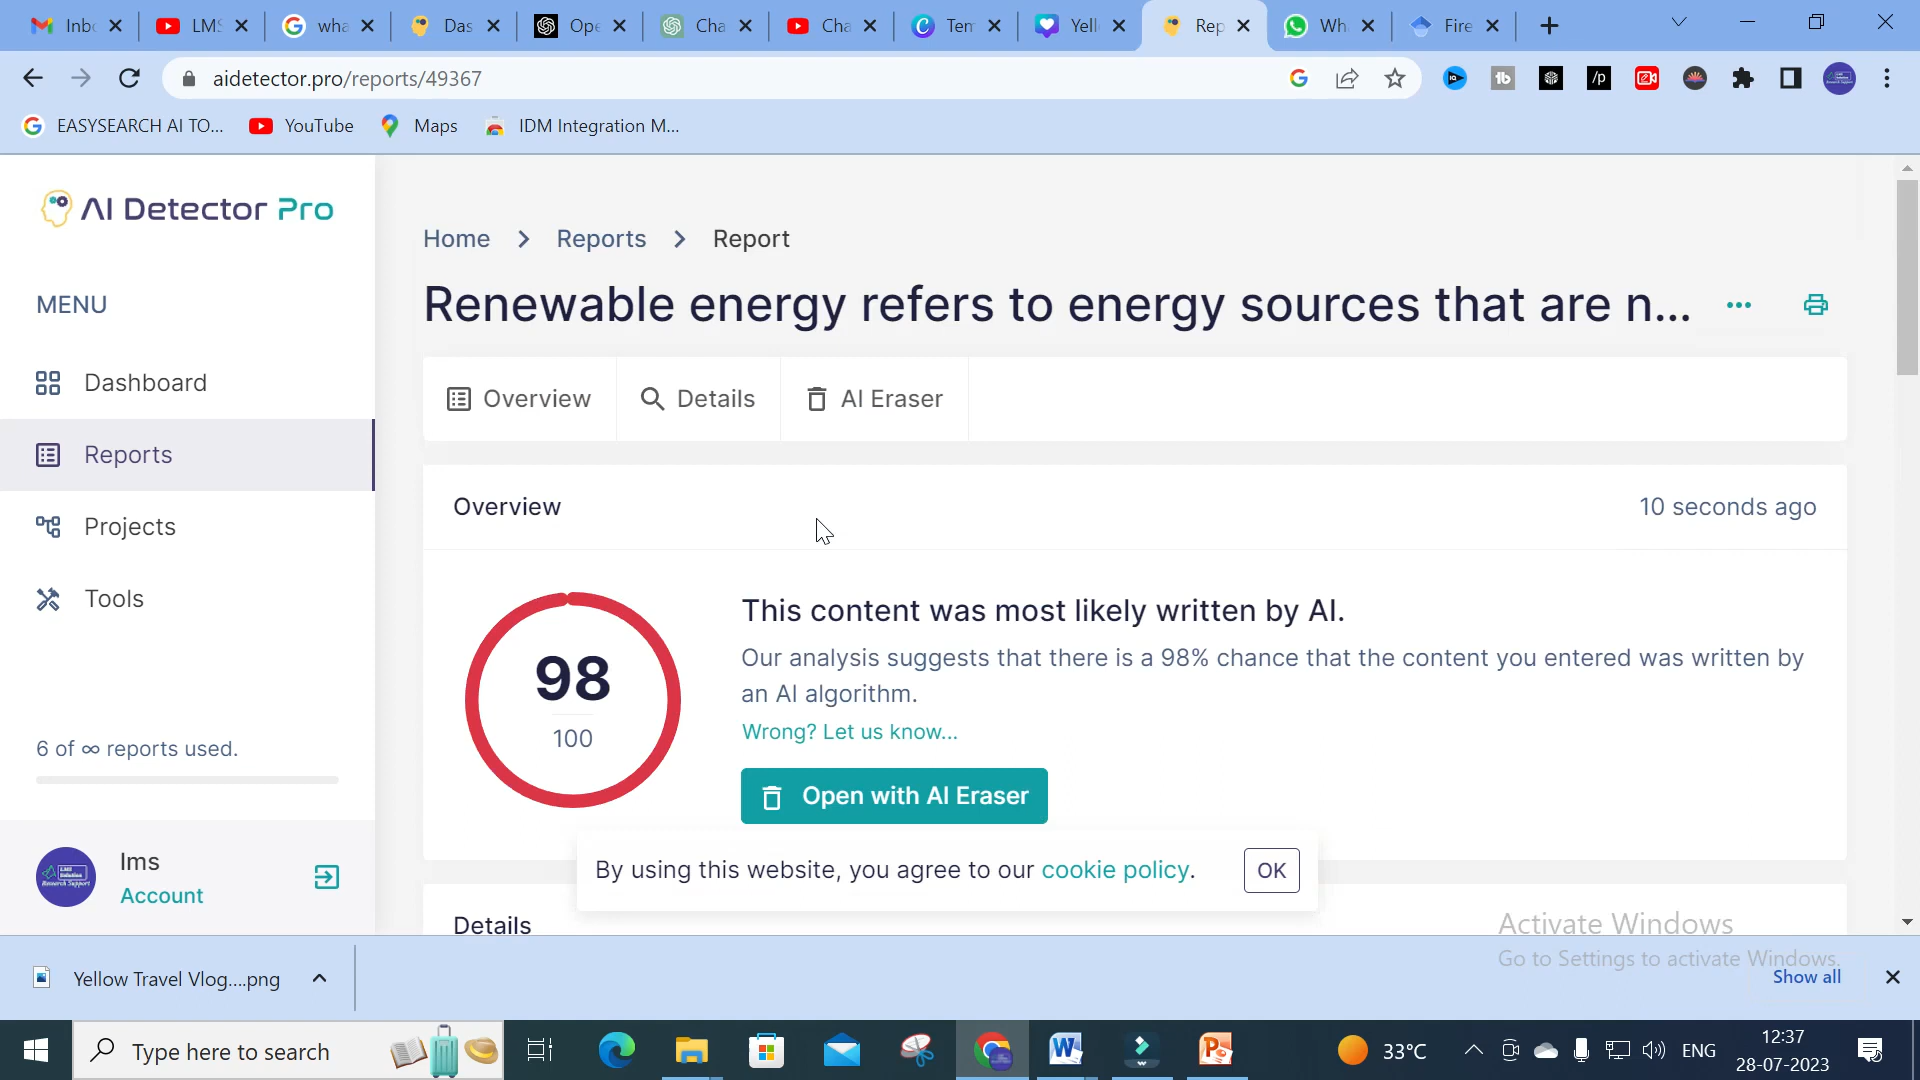 Inbo
LMS
wha
Das
Ope
Cha
Cha
Tem
Yello
Rep
Wha
Fire
aidetector.pro/reports/49367
EASYSEARCH AI TO...
YouTube
Maps
IDM Integration M...
AI Detector Pro
MENU
Dashboard
Reports
Projects
Tools
6 of ∞ reports used.
lms
Account
Home > Reports > Report
Renewable energy refers to energy sources that are n...
Overview
Details
AI Eraser
Overview
10 seconds ago
98
100
This content was most likely written by AI.
Our analysis suggests that there is a 98% chance that the content you entered was written by
an AI algorithm.
Wrong? Let us know...
Open with AI Eraser
By using this website, you agree to our cookie policy.
OK
Details
Activate Windows
Go to Settings to activate Windows.
Yellow Travel Vlog....png
Show all
Type here to search
33°C
ENG
12:37
28-07-2023